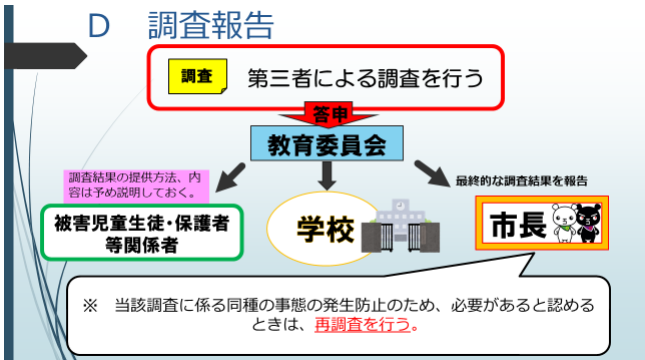 D 調査報告
調査 第三者による調査を行う
答申
教育委員会
調査結果の提供方法、内
容は予め説明しておく。
最終的な調査結果を報告
被害児童生徒・保護者
等関係者
学校
市長
※ 当該調査に係る同種の事態の発生防止のため、必要があると認める
ときは、再調査を行う。